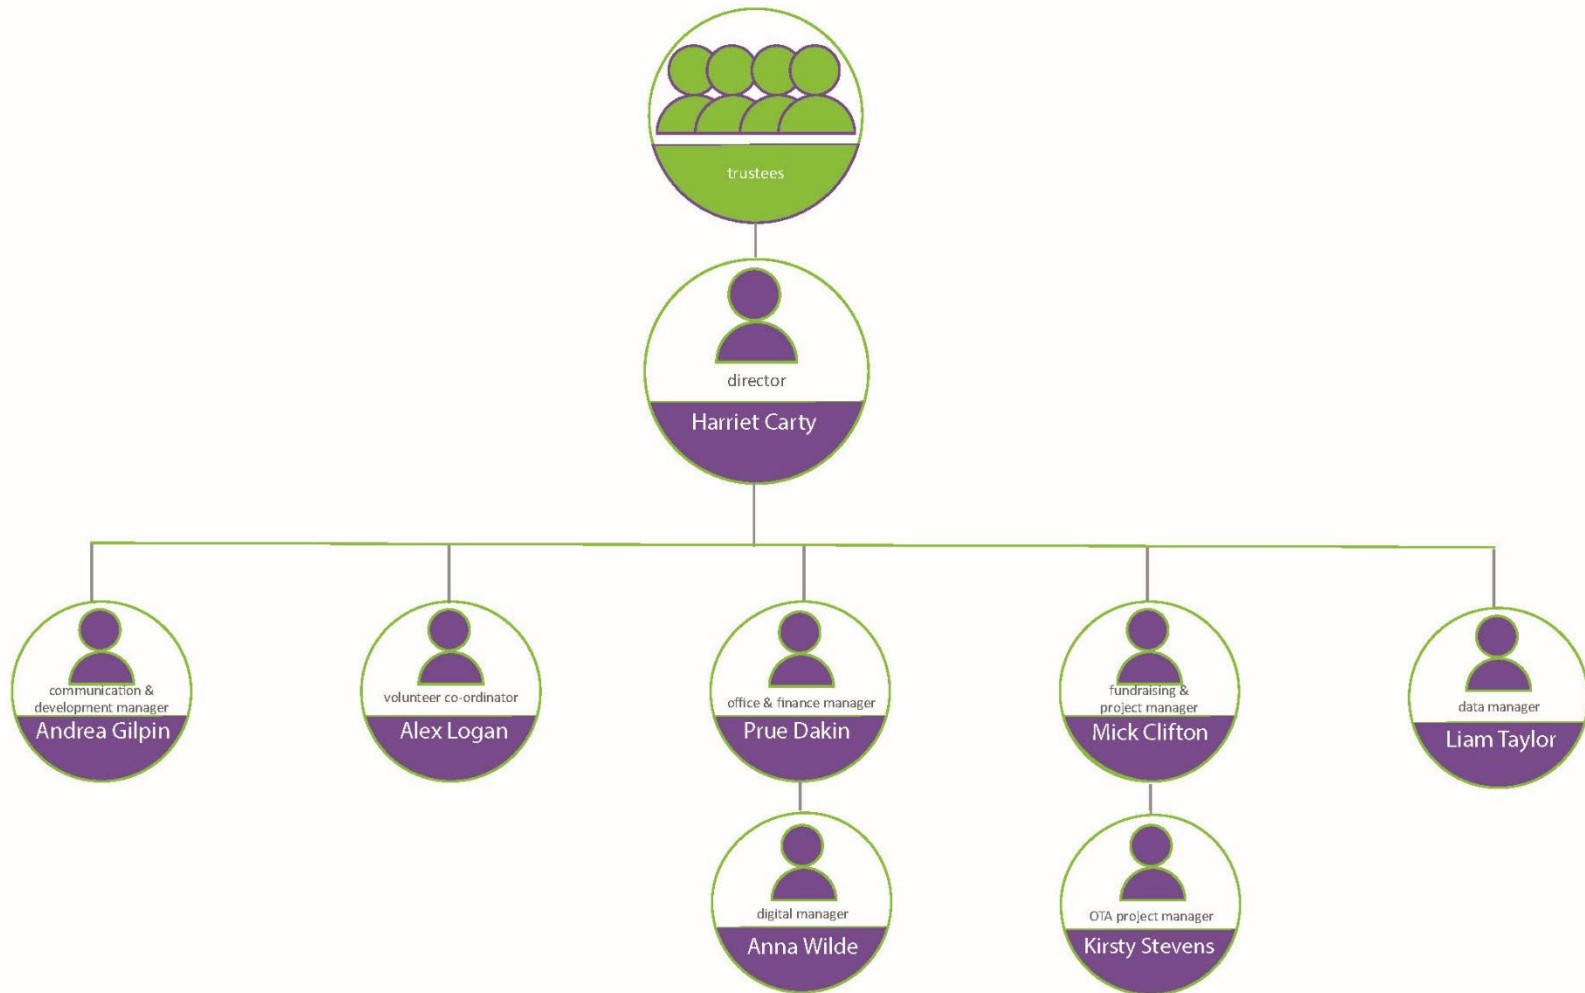 trustees
director
Harriet Carty
communication &
development manager
Andrea Gilpin
volunteer co-ordinator
Alex Logan
office & finance manager
Prue Dakin
fundraising &
project manager
Mick Clifton
data manager
Liam Taylor
digital manager
Anna Wilde
OTA project manager
Kirsty Stevens